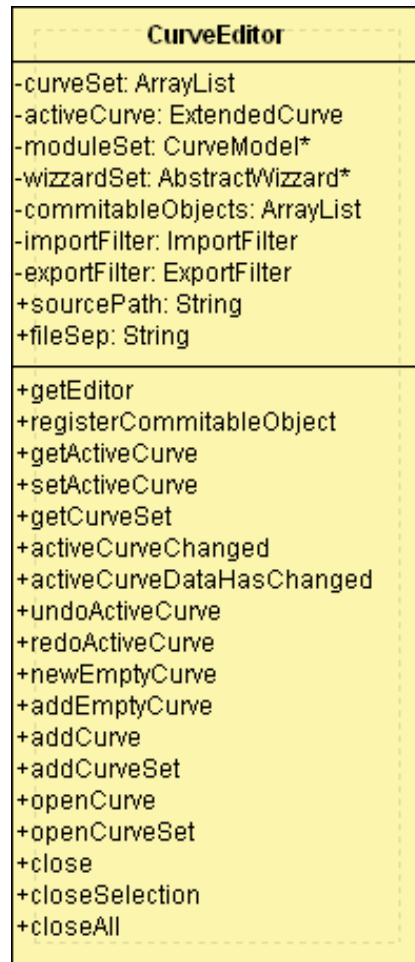 CurveEditor
-curveSet: ArrayList
-activeCurve: ExtendedCurve
-moduleSet: CurveModel*
-wizzardSet: AbstractWizzard*
-commitableObjects: ArrayList
-importFilter: ImportFilter
-exportFilter: ExportFilter
+sourcePath: String
+fileSep: String
+getEditor
+registerCommitableObject
+getActiveCurve
+setActiveCurve
+getCurveSet
+activeCurveChanged
+activeCurveDataHasChanged
+undoActiveCurve
+redoActiveCurve
+newEmptyCurve
+addEmptyCurve
+addCurve
+addCurveSet
+openCurve
+openCurveSet
+close
+closeSelection
+closeAll